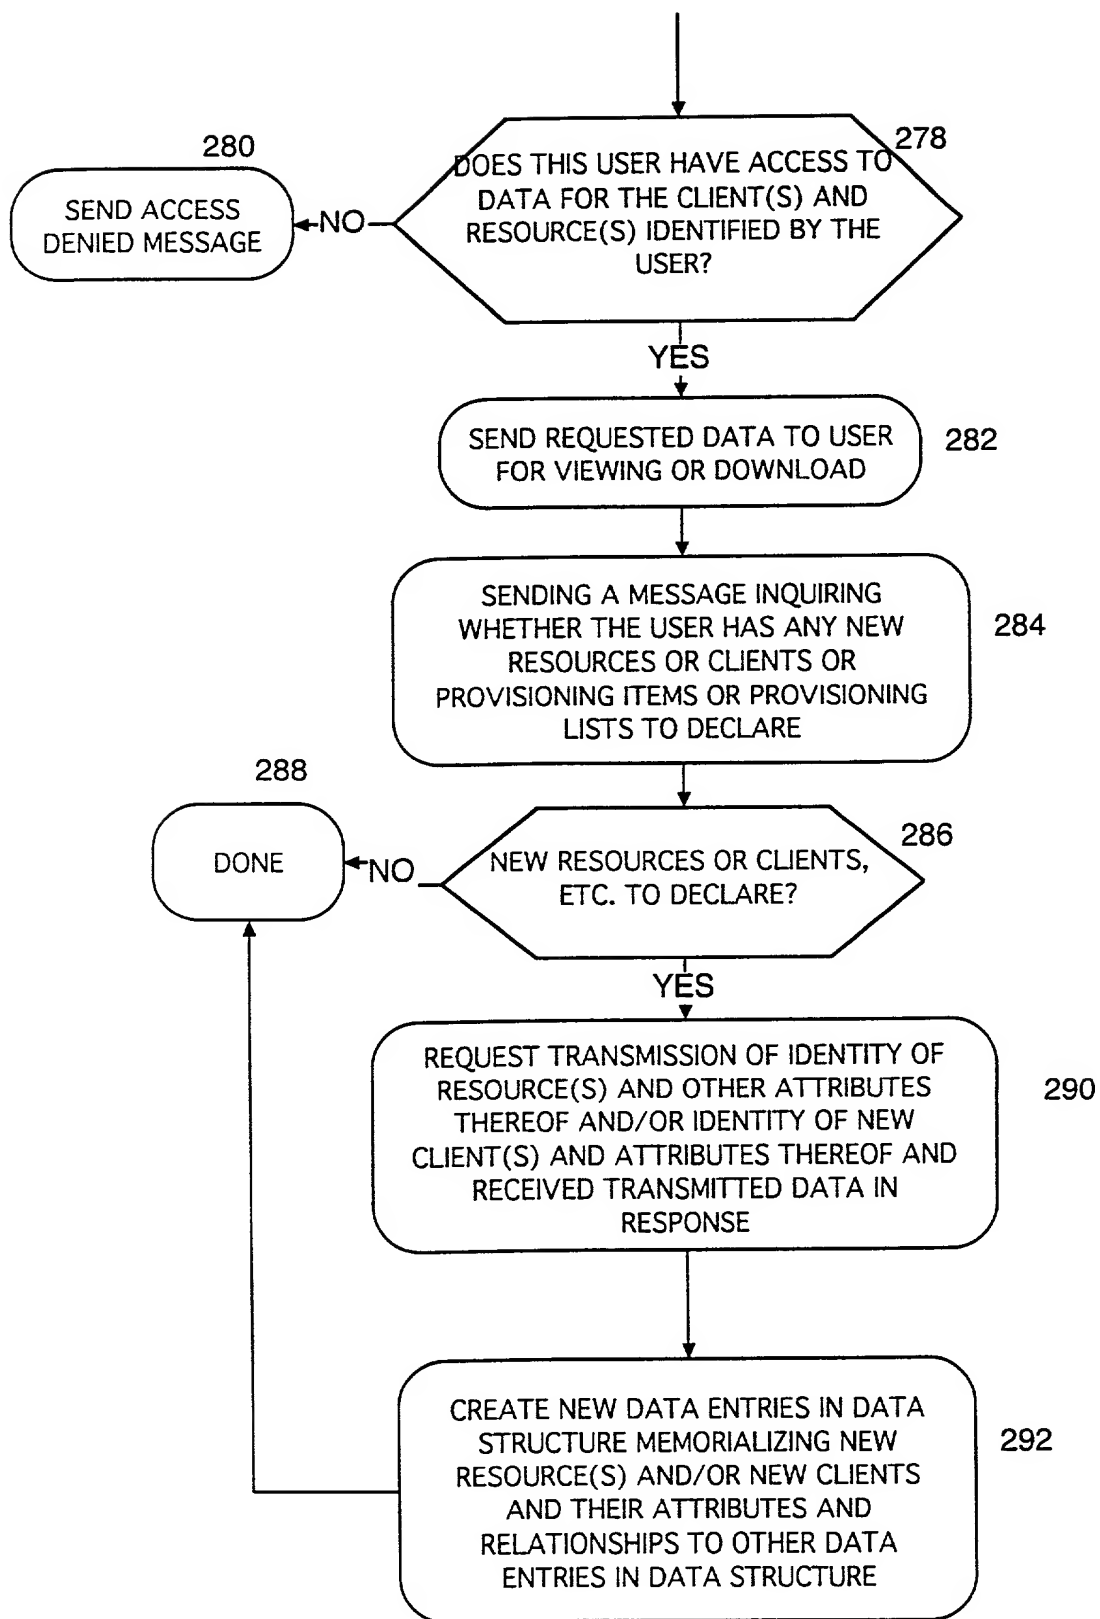 278
DOES THIS USER HAVE ACCESS TO
DATA FOR THE CLIENT(S) AND
RESOURCE(S) IDENTIFIED BY THE
USER?
280
SEND ACCESS
DENIED MESSAGE
NO
YES
SEND REQUESTED DATA TO USER
FOR VIEWING OR DOWNLOAD
282
SENDING A MESSAGE INQUIRING
WHETHER THE USER HAS ANY NEW
RESOURCES OR CLIENTS OR
PROVISIONING ITEMS OR PROVISIONING
LISTS TO DECLARE
284
288
DONE
NO
286
NEW RESOURCES OR CLIENTS,
ETC. TO DECLARE?
YES
REQUEST TRANSMISSION OF IDENTITY OF
RESOURCE(S) AND OTHER ATTRIBUTES
THEREOF AND/OR IDENTITY OF NEW
CLIENT(S) AND ATTRIBUTES THEREOF AND
RECEIVED TRANSMITTED DATA IN
RESPONSE
290
CREATE NEW DATA ENTRIES IN DATA
STRUCTURE MEMORIALIZING NEW
RESOURCE(S) AND/OR NEW CLIENTS
AND THEIR ATTRIBUTES AND
RELATIONSHIPS TO OTHER DATA
ENTRIES IN DATA STRUCTURE
292